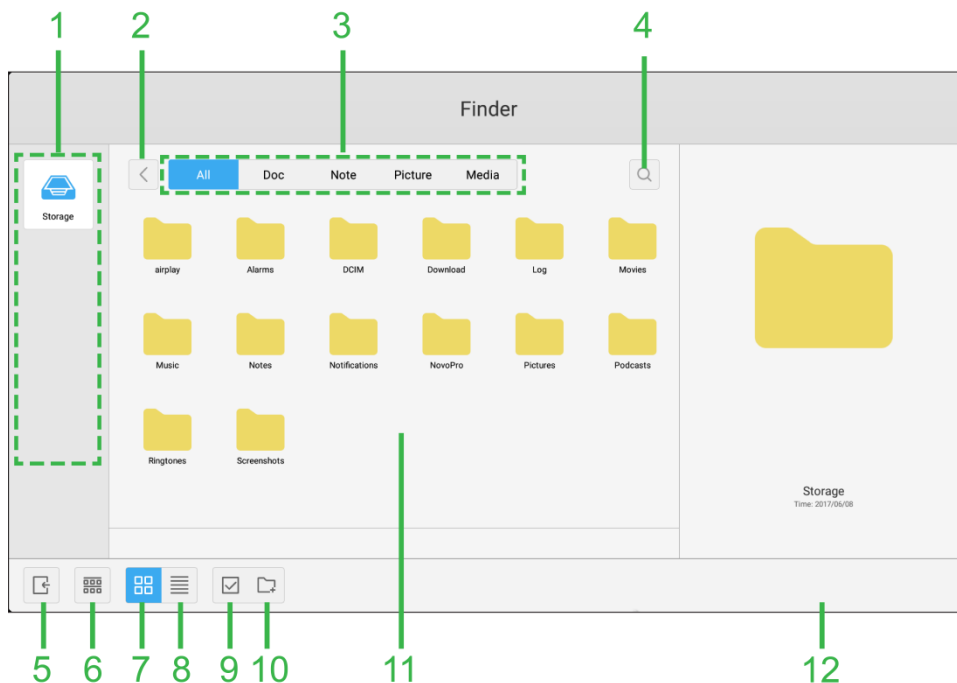 1 2 3 4
Finder
All Doc Note Picture Media
Storage
airplay Alarms DCIM Download Log Movies
Music Notes Notifications NovoPro Pictures Podcasts
Ringtones Screenshots
Storage
Time: 2017/06/08
5 6 7 8 9 10 11 12